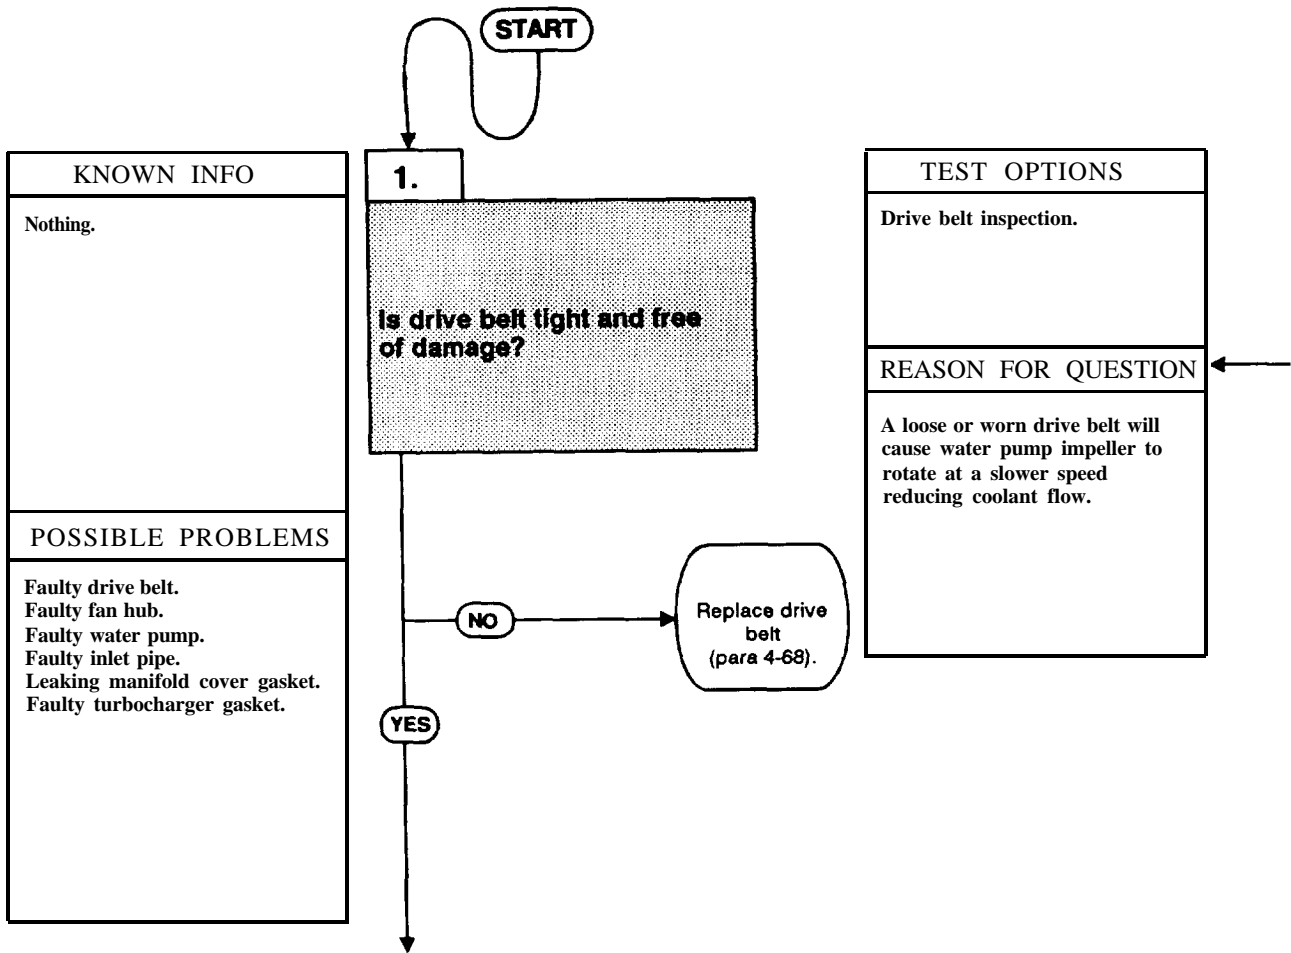 START
KNOWN INFO
Nothing.
POSSIBLE PROBLEMS
Faulty drive belt.
Faulty fan hub.
Faulty water pump.
Faulty inlet pipe.
Leaking manifold cover gasket.
Faulty turbocharger gasket.
1.
Is drive belt tight and free
of damage?
NO
Replace drive
belt
(para 4-68).
YES
TEST OPTIONS
Drive belt inspection.
REASON FOR QUESTION
A loose or worn drive belt will
cause water pump impeller to
rotate at a slower speed
reducing coolant flow.